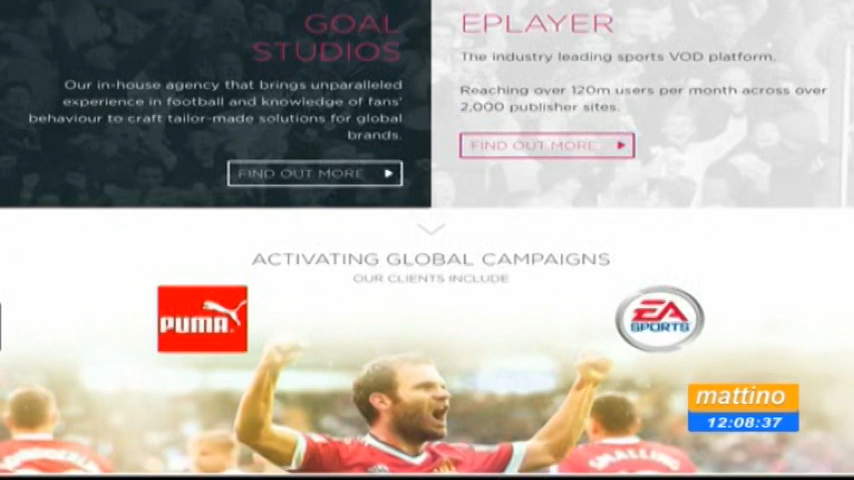 GOAL
STUDIOS
Our in-house agency that brings unparalleled
experience in football and knowledge of fans'
behaviour to craft tailor-made solutions for global
brands.
FIND OUT MORE
EPLAYER
The industry leading sports VOD platform.
Reaching over 120m users per month across over
2,000 publisher sites.
FIND OUT MORE
ACTIVATING GLOBAL CAMPAIGNS
OUR CLIENTS INCLUDE
PUMA
EA
SPORTS
SMALLING
mattino
12:08:37